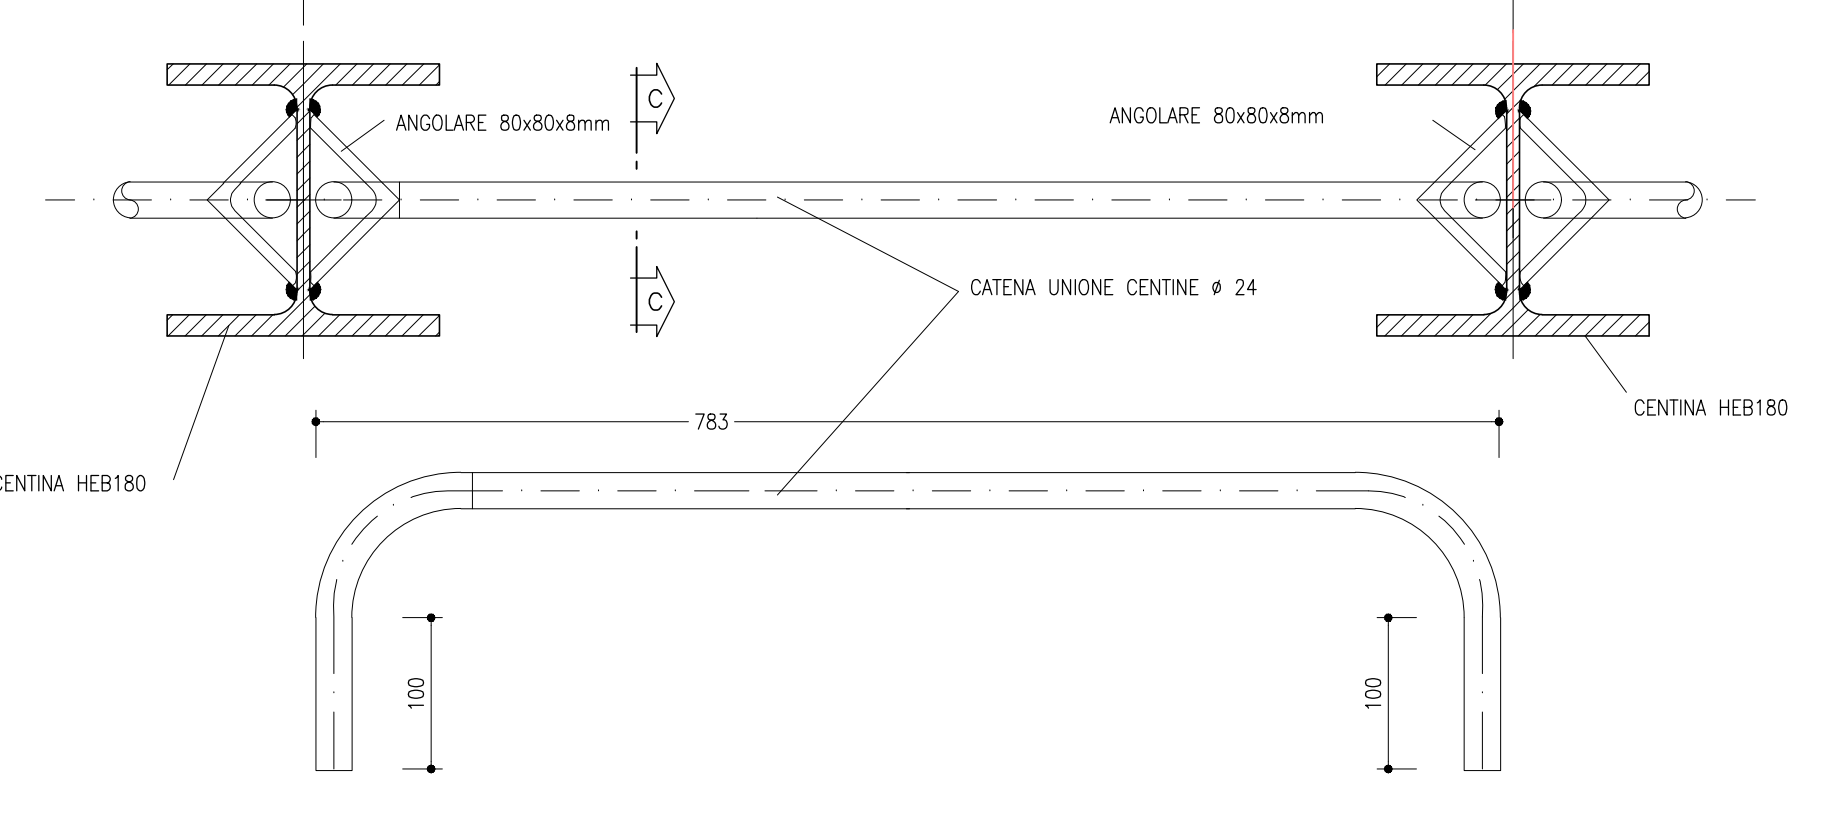 C
ANGOLARE 80x80x8mm
ANGOLARE 80x80x8mm
CATENA UNIONE CENTINE Ø 24
C
CENTINA HEB180
783
CENTINA HEB180
100
100